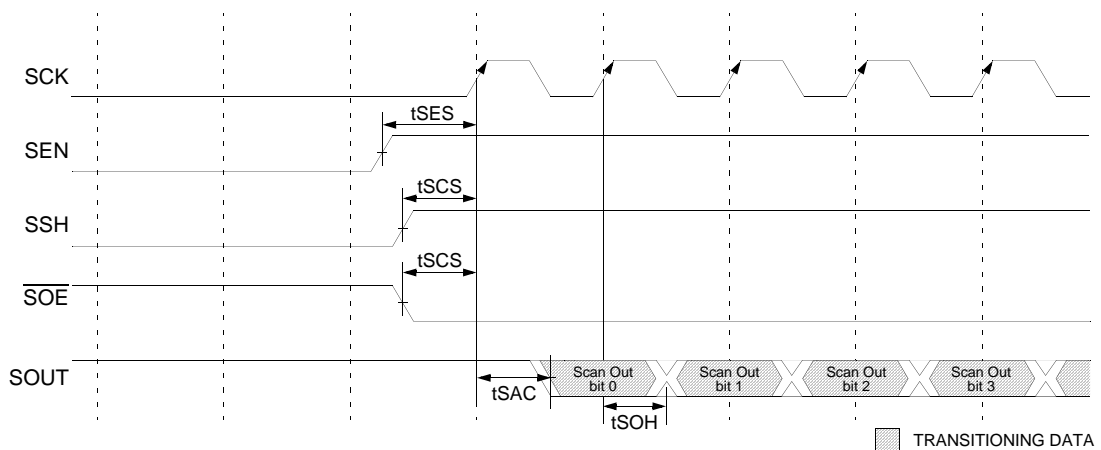 SCK
tSES
SEN
tSCS
SSH
tSCS
SOE
SOUT
Scan Out
bit 0
Scan Out
bit 1
Scan Out
bit 2
Scan Out
bit 3
tSAC
tSOH
TRANSITIONING DATA